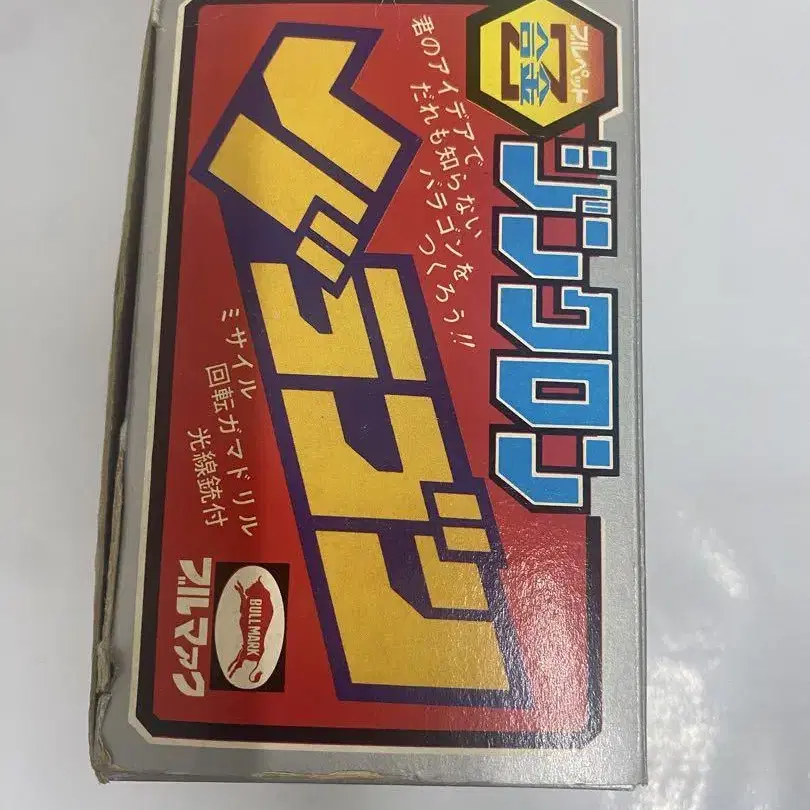 ブルペット
Z合金
ジンクロン
君のアイデアで
だれも知らない
バラゴンを
つくろう!!
バラゴン
ミサイル
回転ガマドリル
光線銃付
BULLMARK
ブルマァク